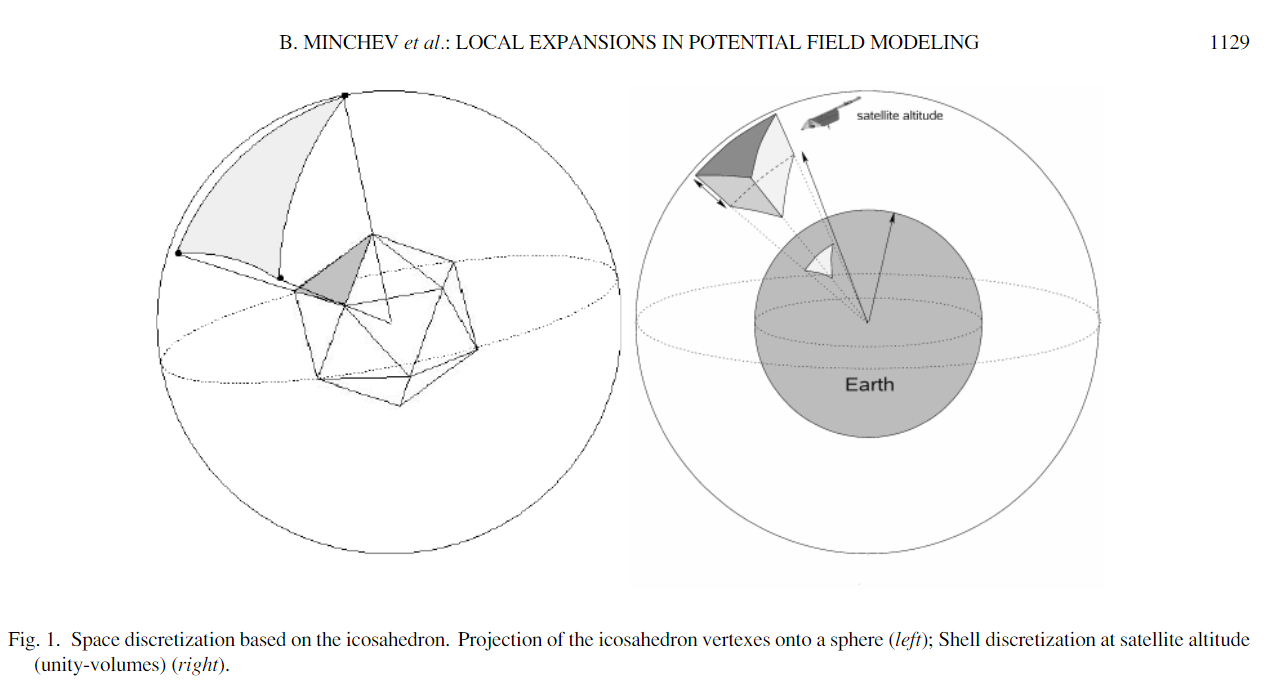 B. MINCHEV et al.: LOCAL EXPANSIONS IN POTENTIAL FIELD MODELING
1129
satellite altitude
Earth
Fig. 1. Space discretization based on the icosahedron. Projection of the icosahedron vertexes onto a sphere (left); Shell discretization at satellite altitude
(unity-volumes) (right).